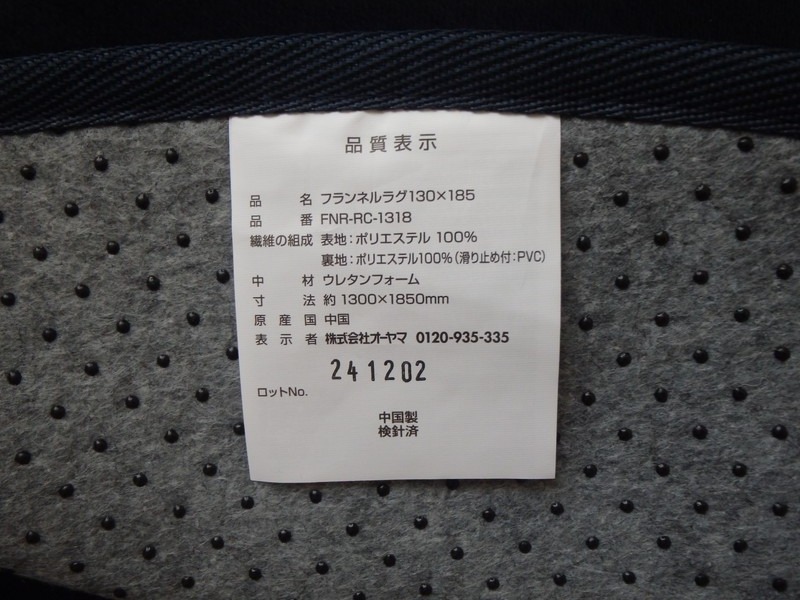 品質表示
品 名 フランネルラグ130×185
品 番 FNR-RC-1318
繊維の組成 表地:ポリエステル 100%
裏地:ポリエステル100%(滑り止め付:PVC)
中 材 ウレタンフォーム
寸 法 約1300×1850mm
原 産 国 中国
表 示 者 株式会社オーヤマ 0120-935-335
241202
ロットNo.
中国製
検針済